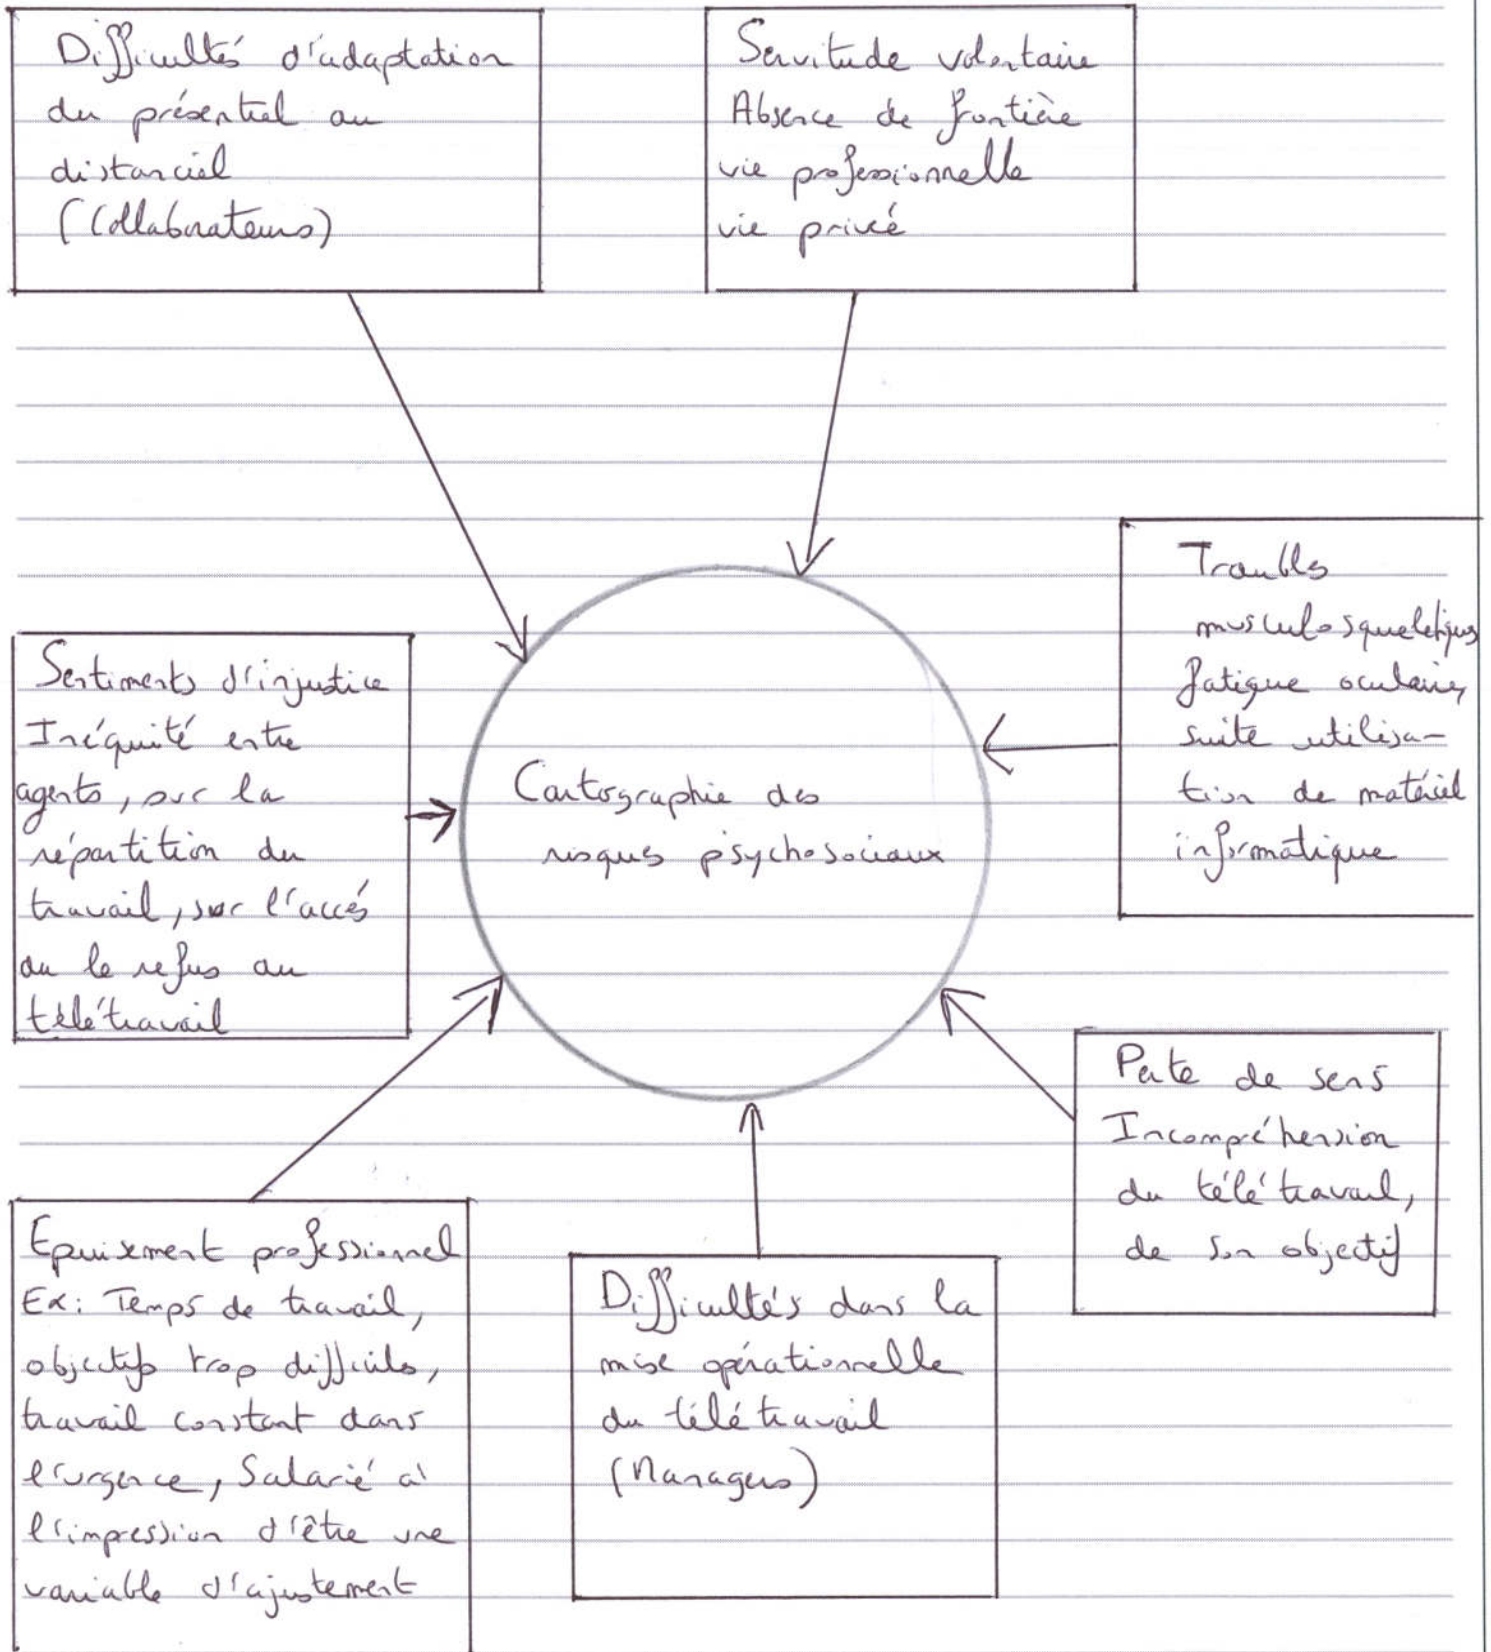 Difficultés d'adaptation
du présentiel au
distanciel
(Collaborateurs)
Servitude volontaire
Absence de frontière
vie professionnelle
vie privé
Troubles
musculosquelettiques
fatigue oculaire,
suite utilisa-
tion de matériel
informatique
Sentiments d'injustice
Iniquité entre
agents, sur la
répartition du
travail, sur l'accés
ou le refus au
télétravail
Cartographie des
risques psychosociaux
Perte de sens
Incompréhension
du télétravail,
de son objectif
Epuisement professionnel
Ex: Temps de travail,
objectifs trop difficiles,
travail constant dans
l'urgence, Salarié à
l'impression d'être une
variable d'ajustement
Difficultés dans la
mise opérationnelle
du télétravail
(Managers)